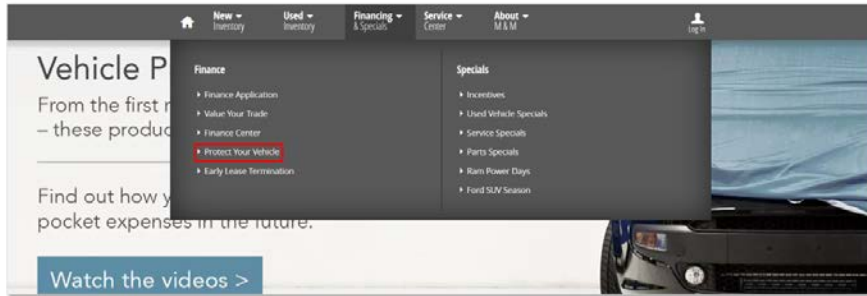 New
Inventory
Used
Inventory
Financing
& Specials
Service
Center
About
M & M
Log In
Vehicle P
From the first r
– these produc
Find out how y
pocket expenses in the future.
Watch the videos >
Finance
Finance Application
Value Your Trade
Finance Center
Protect Your Vehicle
Early Lease Termination
Specials
Incentives
Used Vehicle Specials
Service Specials
Parts Specials
Ram Power Days
Ford SUV Season